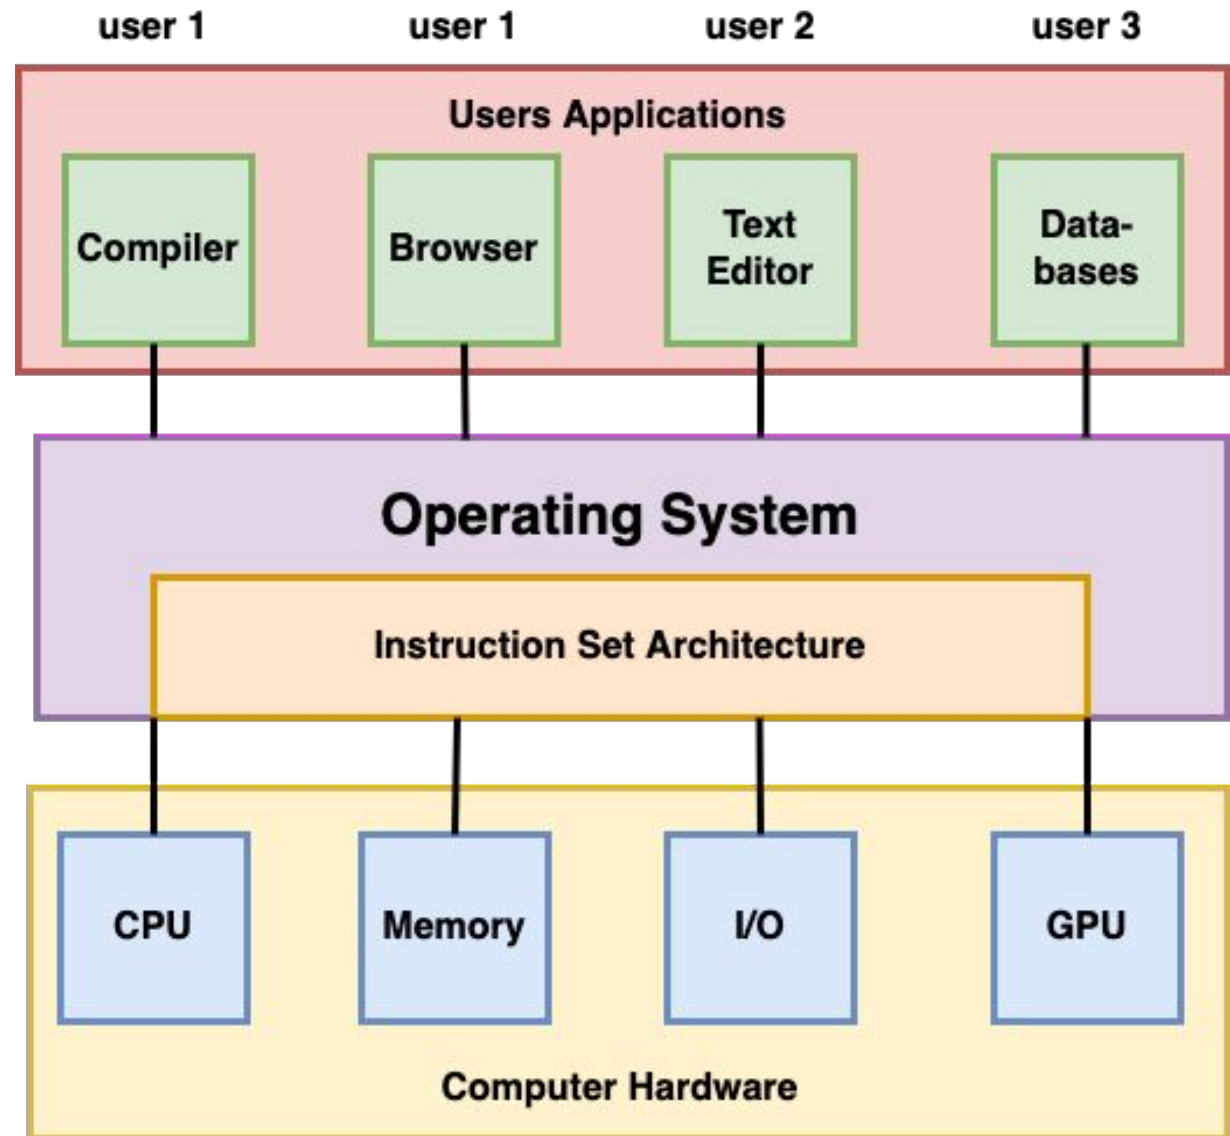 user 1 user 1 user 2 user 3
Users Applications
Compiler
Browser
Text
Editor
Data-
bases
Operating System
Instruction Set Architecture
CPU
Memory
I/O
GPU
Computer Hardware